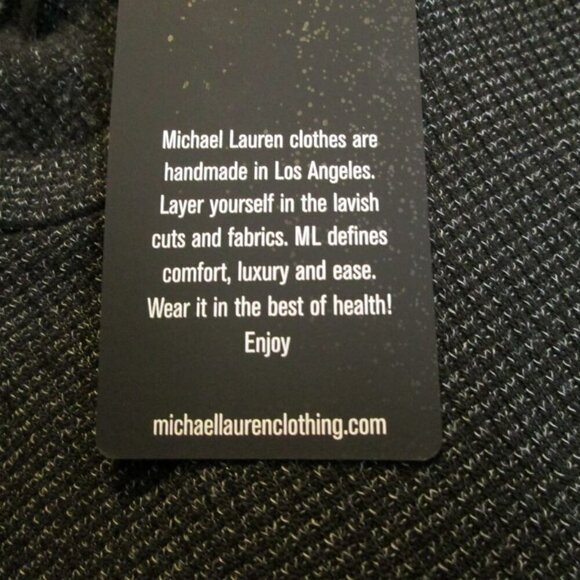 Michael Lauren clothes are
handmade in Los Angeles.
Layer yourself in the lavish
cuts and fabrics. ML defines
comfort, luxury and ease.
Wear it in the best of health!
Enjoy
michaellaurenclothing.com